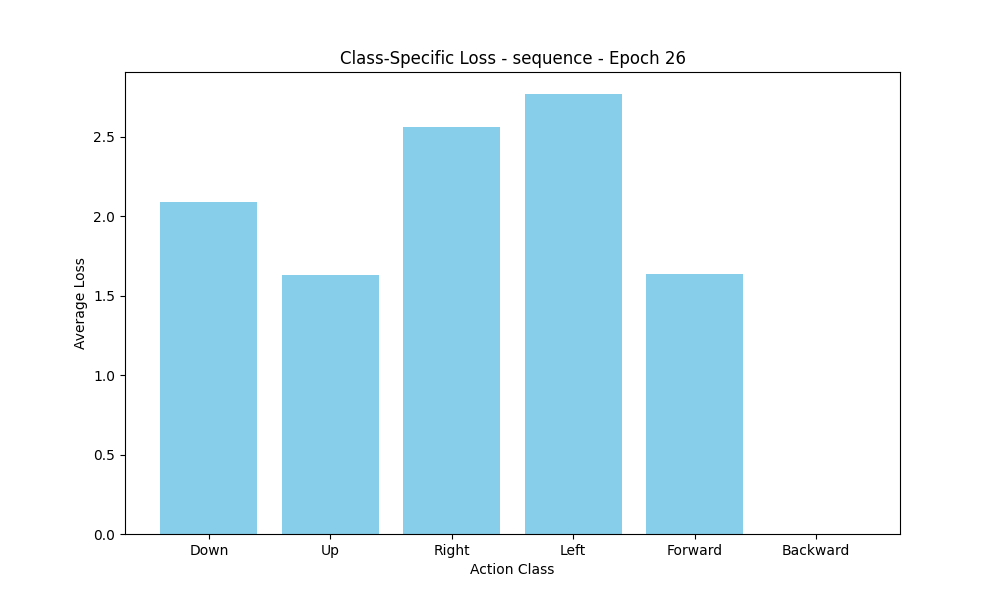 Class-Specific Loss - sequence - Epoch 26
Average Loss
2.5
2.0
1.5
1.0
0.5
0.0
Down Up Right Left Forward Backward
Action Class